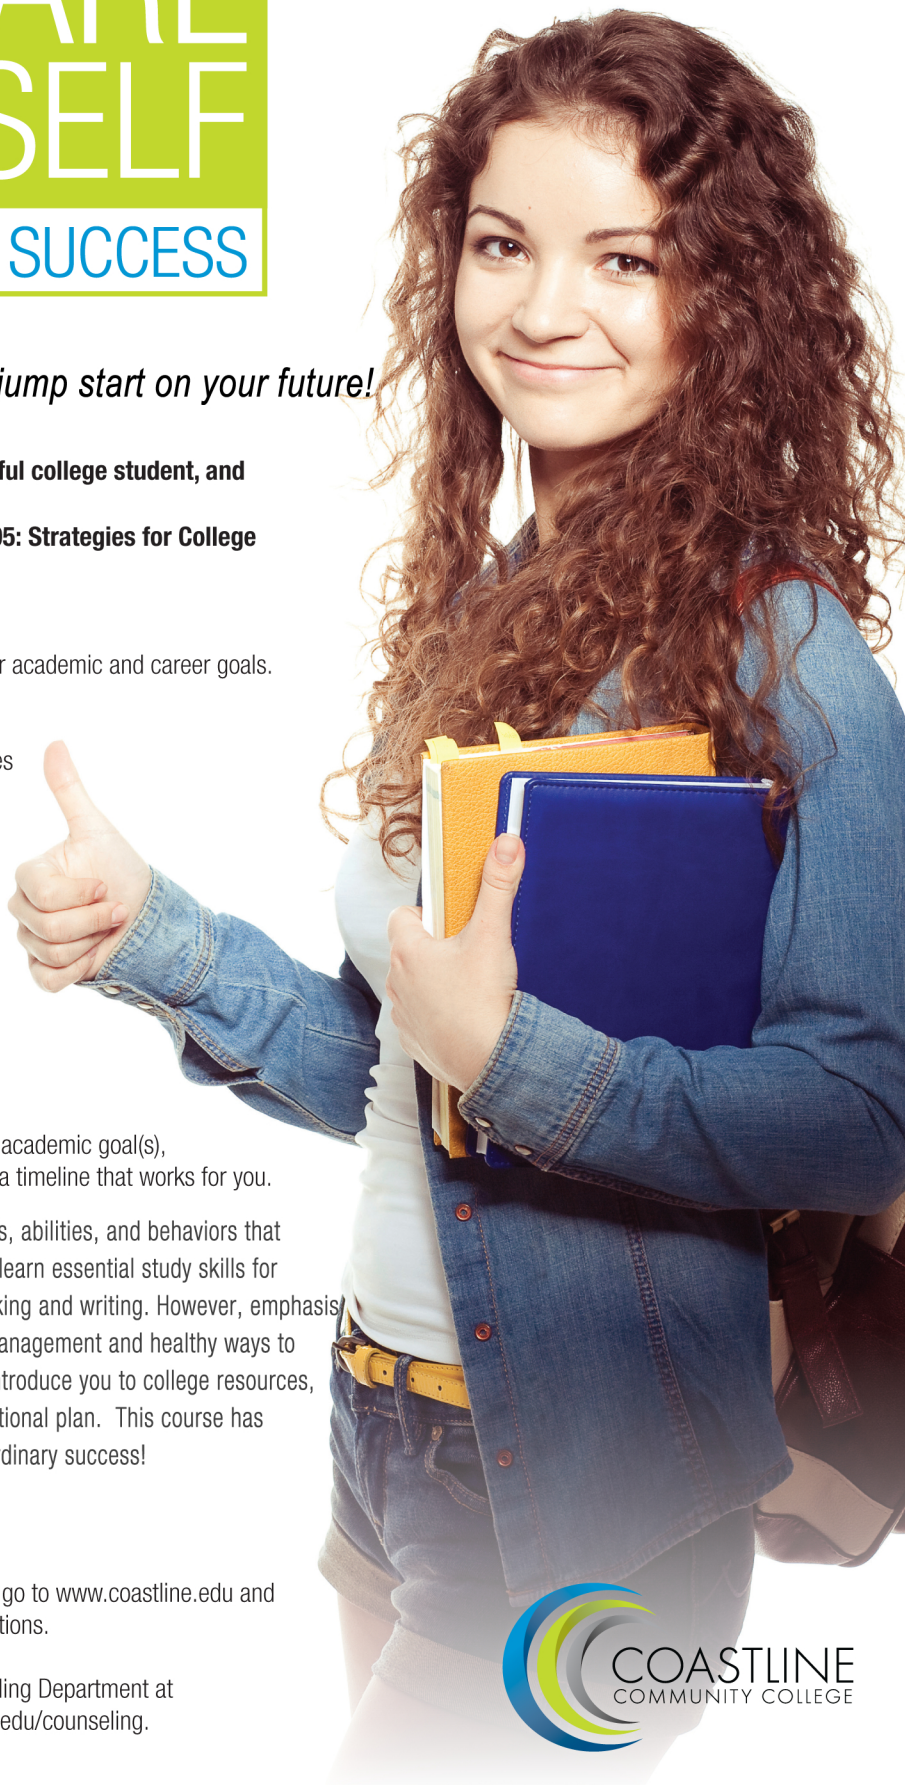 ARE
SELF
SUCCESS
jump start on your future!
ful college student, and
05: Strategies for College
r academic and career goals.
es
academic goal(s),
a timeline that works for you.
s, abilities, and behaviors that
learn essential study skills for
king and writing. However, emphasis
anagement and healthy ways to
ntroduce you to college resources,
tional plan. This course has
dinary success!
go to www.coastline.edu and
tions.
ling Department at
edu/counseling.
COASTLINE
COMMUNITY COLLEGE